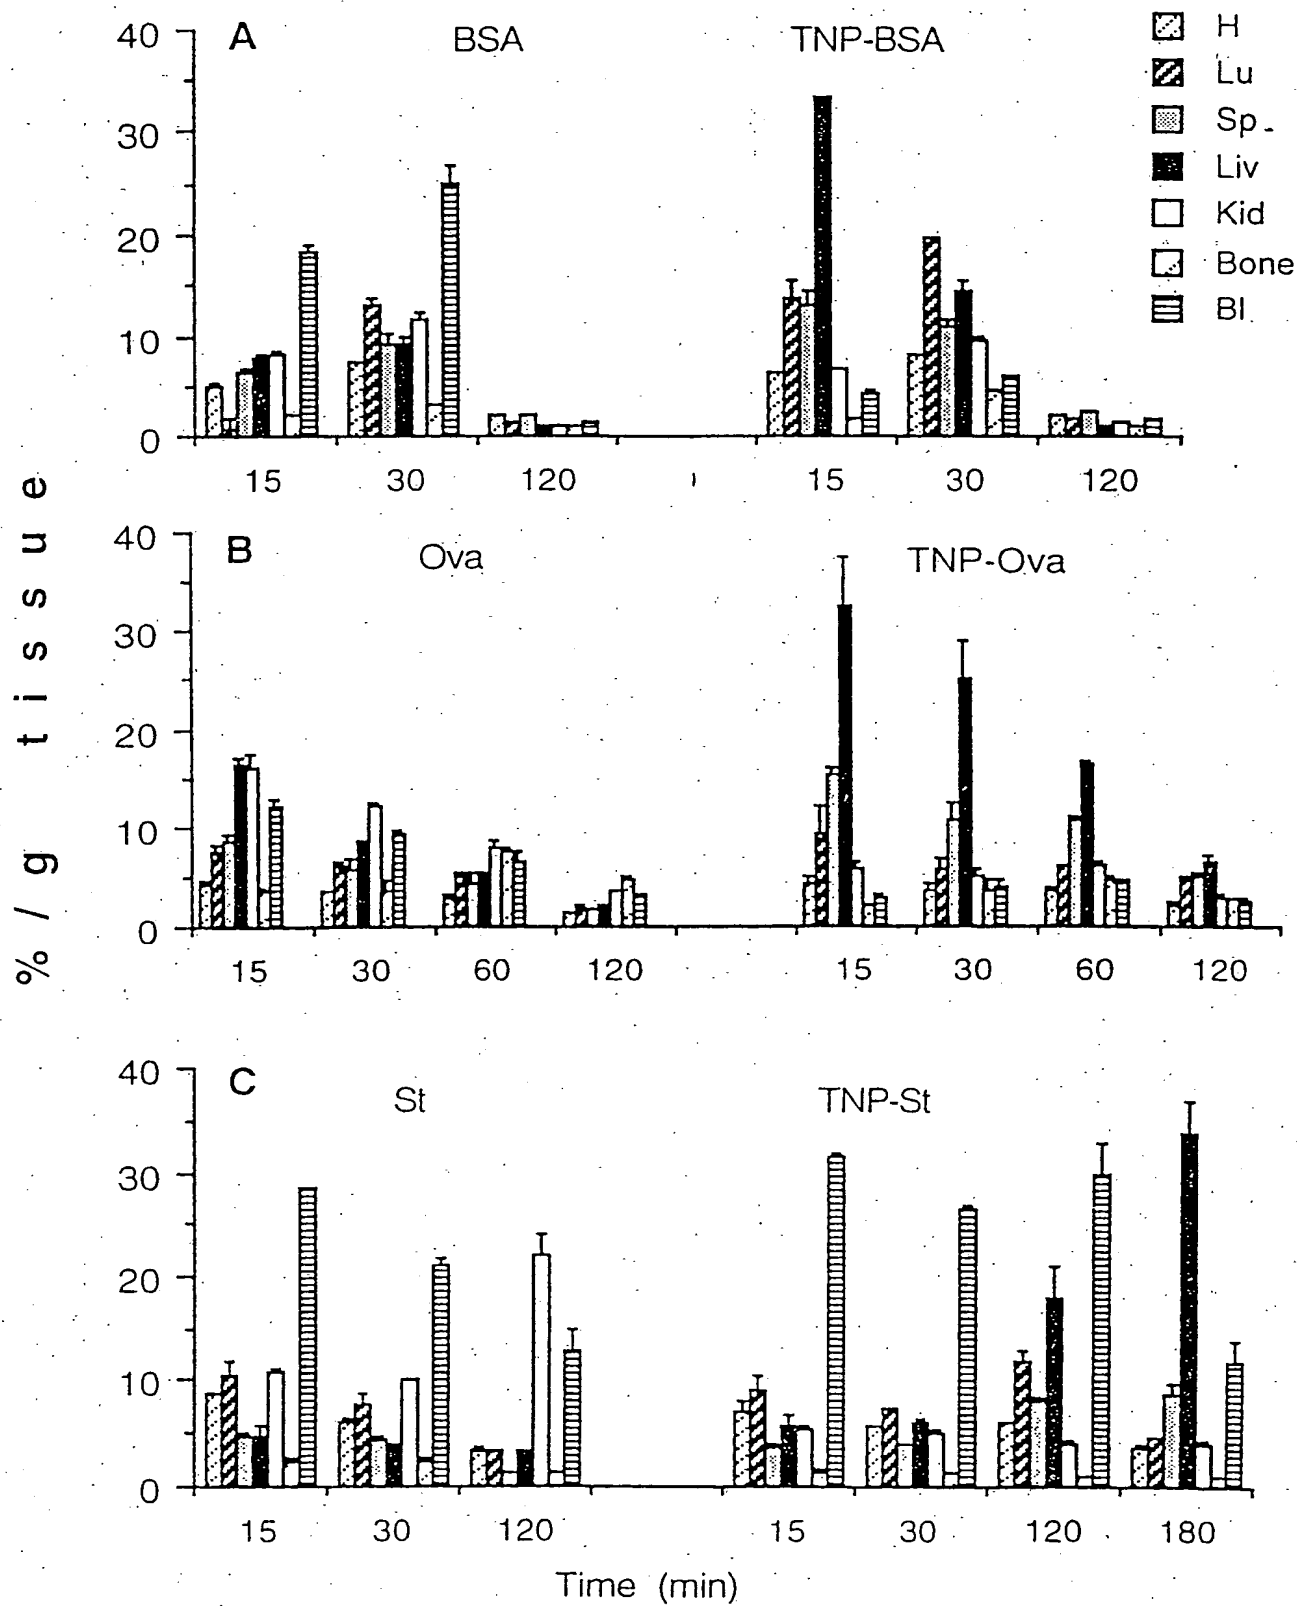 A BSA TNP-BSA
H
Lu
Sp
Liv
Kid
Bone
Bl
40
30
20
10
0
15 30 120 15 30 120
B Ova TNP-Ova
40
30
20
10
0
15 30 60 120 15 30 60 120
C St TNP-St
40
30
20
10
0
15 30 120 15 30 120 180
Time (min)
% / g tissue